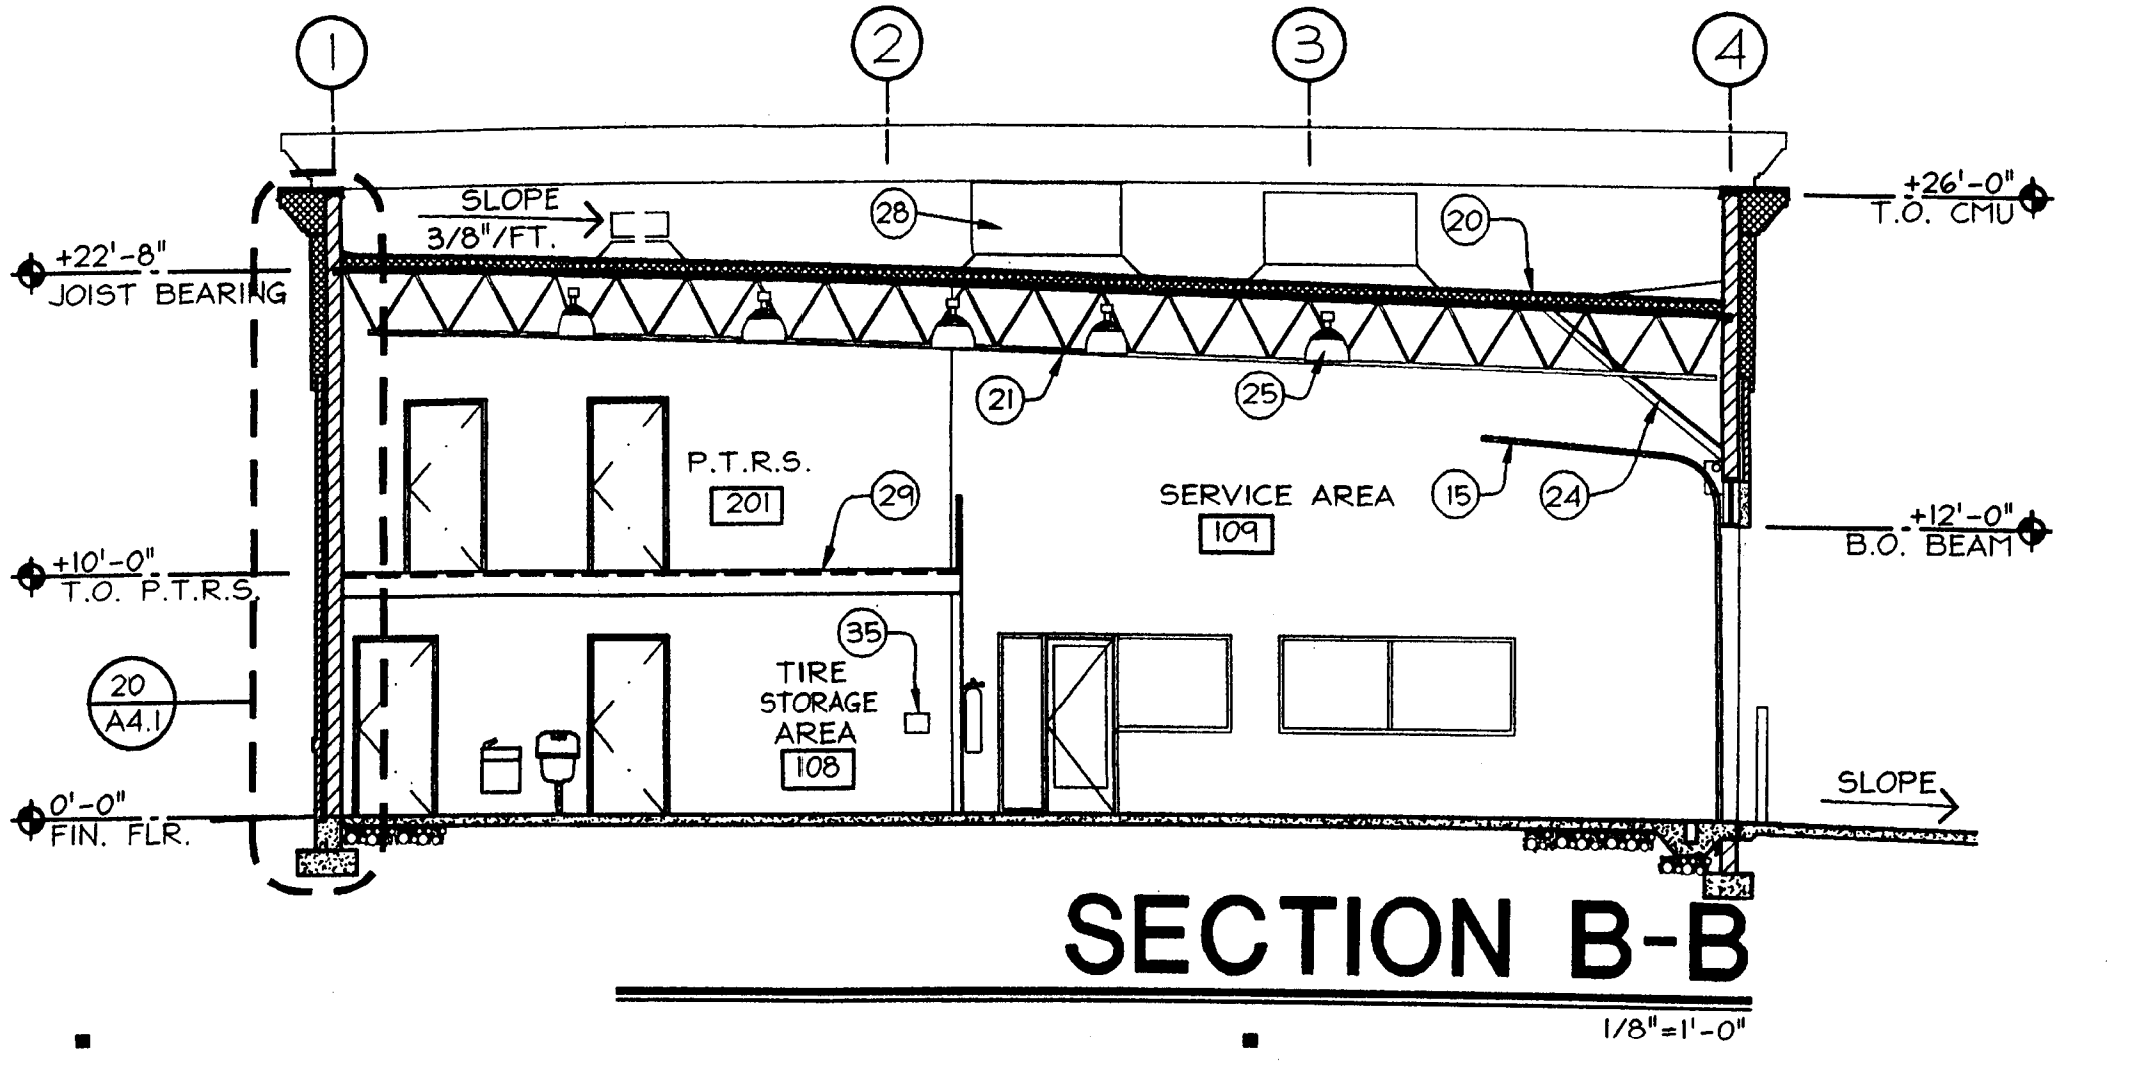 1
2
3
4
SLOPE
3/8"/FT.
28
20
+26'-0"
T.O. CMU
+22'-8"
JOIST BEARING
21
25
P.T.R.S.
201
29
SERVICE AREA
109
15
24
+12'-0"
B.O. BEAM
+10'-0"
T.O. P.T.R.S.
35
TIRE
STORAGE
AREA
108
20
A4.1
SLOPE
0'-0"
FIN. FLR.
SECTION B-B
1/8"=1'-0"